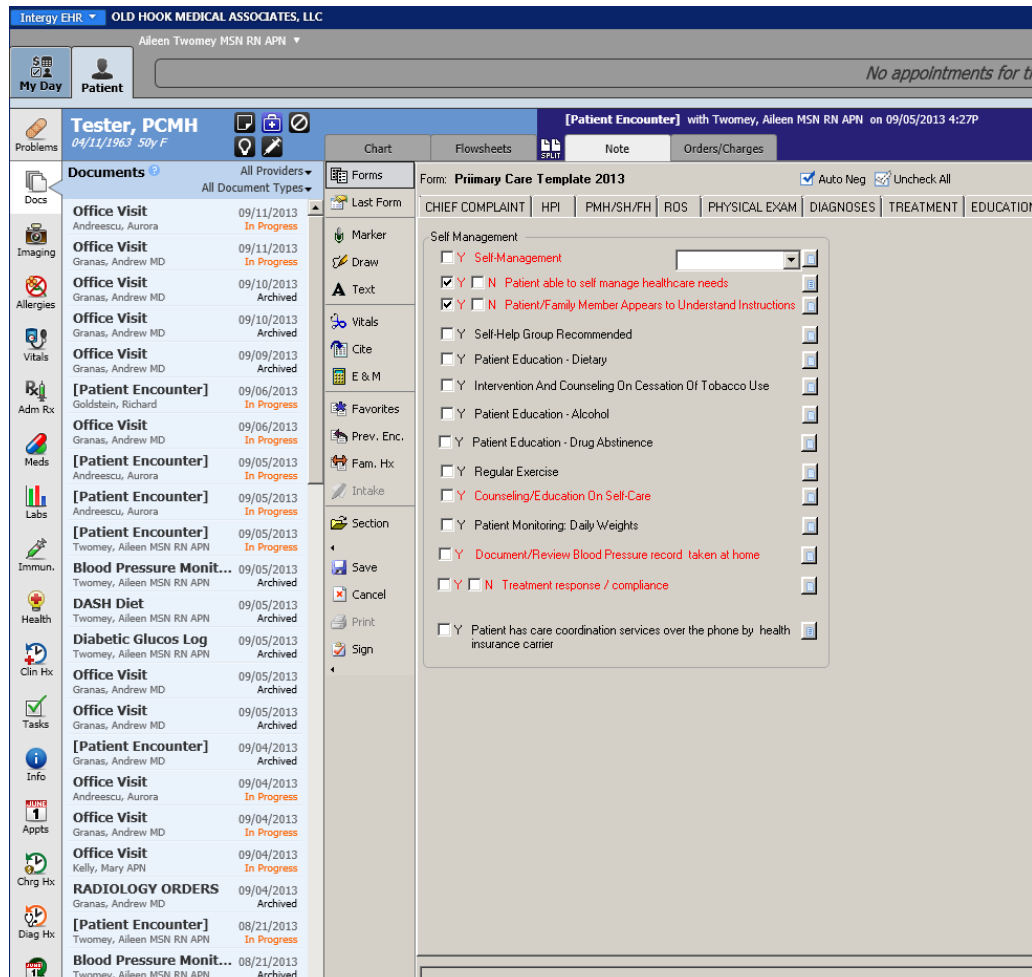 Intergy EHR OLD HOOK MEDICAL ASSOCIATES, LLC
Aileen Twomey MSN RN APN
My Day
Patient
No appointments for
Tester, PCMH
04/11/1963 50y F
[Patient Encounter] with Twomey, Aileen MSN RN APN on 09/05/2013 4:27P
Chart
Flowsheets
SPLIT
Note
Orders/Charges
Problems
Docs
Imaging
Allergies
Vitals
Adm Rx
Meds
Labs
Immun.
Health
Clin Hx
Tasks
Info
JUNE
1
Appts
Chrg Hx
Diag Hx
Documents
All Providers
All Document Types
Office Visit 09/11/2013
Andreescu, Aurora In Progress
Office Visit 09/11/2013
Granas, Andrew MD In Progress
Office Visit 09/10/2013
Granas, Andrew MD Archived
Office Visit 09/10/2013
Granas, Andrew MD Archived
Office Visit 09/09/2013
Granas, Andrew MD Archived
[Patient Encounter] 09/06/2013
Goldstein, Richard In Progress
Office Visit 09/06/2013
Granas, Andrew MD In Progress
[Patient Encounter] 09/05/2013
Andreescu, Aurora In Progress
[Patient Encounter] 09/05/2013
Andreescu, Aurora In Progress
[Patient Encounter] 09/05/2013
Twomey, Aileen MSN RN APN In Progress
Blood Pressure Monit... 09/05/2013
Twomey, Aileen MSN RN APN Archived
DASH Diet 09/05/2013
Twomey, Aileen MSN RN APN Archived
Diabetic Glucos Log 09/05/2013
Twomey, Aileen MSN RN APN Archived
Office Visit 09/05/2013
Granas, Andrew MD Archived
Office Visit 09/05/2013
Granas, Andrew MD Archived
[Patient Encounter] 09/04/2013
Granas, Andrew MD Archived
Office Visit 09/04/2013
Andreescu, Aurora In Progress
Office Visit 09/04/2013
Granas, Andrew MD In Progress
Office Visit 09/04/2013
Kelly, Mary APN In Progress
RADIOLOGY ORDERS 09/04/2013
Granas, Andrew MD Archived
[Patient Encounter] 08/21/2013
Twomey, Aileen MSN RN APN In Progress
Blood Pressure Monit... 08/21/2013
Twomey, Aileen MSN RN APN Archived
Forms
Last Form
Marker
Draw
Text
Vitals
Cite
E & M
Favorites
Prev. Enc.
Fam. Hx
Intake
Section
Save
Cancel
Print
Sign
Form: Priimary Care Template 2013 Auto Neg Uncheck All
CHIEF COMPLAINT HPI PMH/SH/FH ROS PHYSICAL EXAM DIAGNOSES TREATMENT EDUCATION
Self Management
Y Self-Management
Y N Patient able to self manage healthcare needs
Y N Patient/Family Member Appears to Understand Instructions
Y Self-Help Group Recommended
Y Patient Education - Dietary
Y Intervention And Counseling On Cessation Of Tobacco Use
Y Patient Education - Alcohol
Y Patient Education - Drug Abstinence
Y Regular Exercise
Y Counseling/Education On Self-Care
Y Patient Monitoring: Daily Weights
Y Document/Review Blood Pressure record taken at home
Y N Treatment response / compliance
Y Patient has care coordination services over the phone by health
insurance carrier